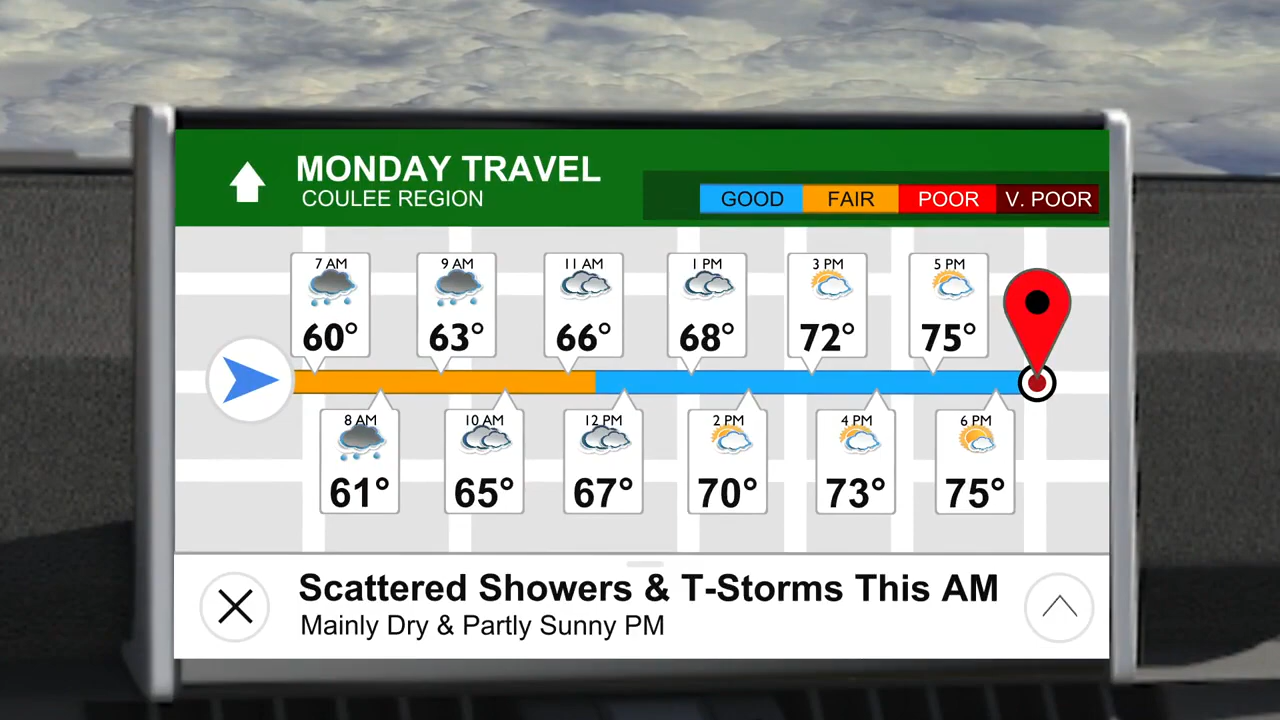 MONDAY TRAVEL
COULEE REGION
GOOD FAIR POOR V. POOR
7 AM 9 AM 11 AM 1 PM 3 PM 5 PM
60° 63° 66° 68° 72° 75°
8 AM 10 AM 12 PM 2 PM 4 PM 6 PM
61° 65° 67° 70° 73° 75°
Scattered Showers & T-Storms This AM
Mainly Dry & Partly Sunny PM